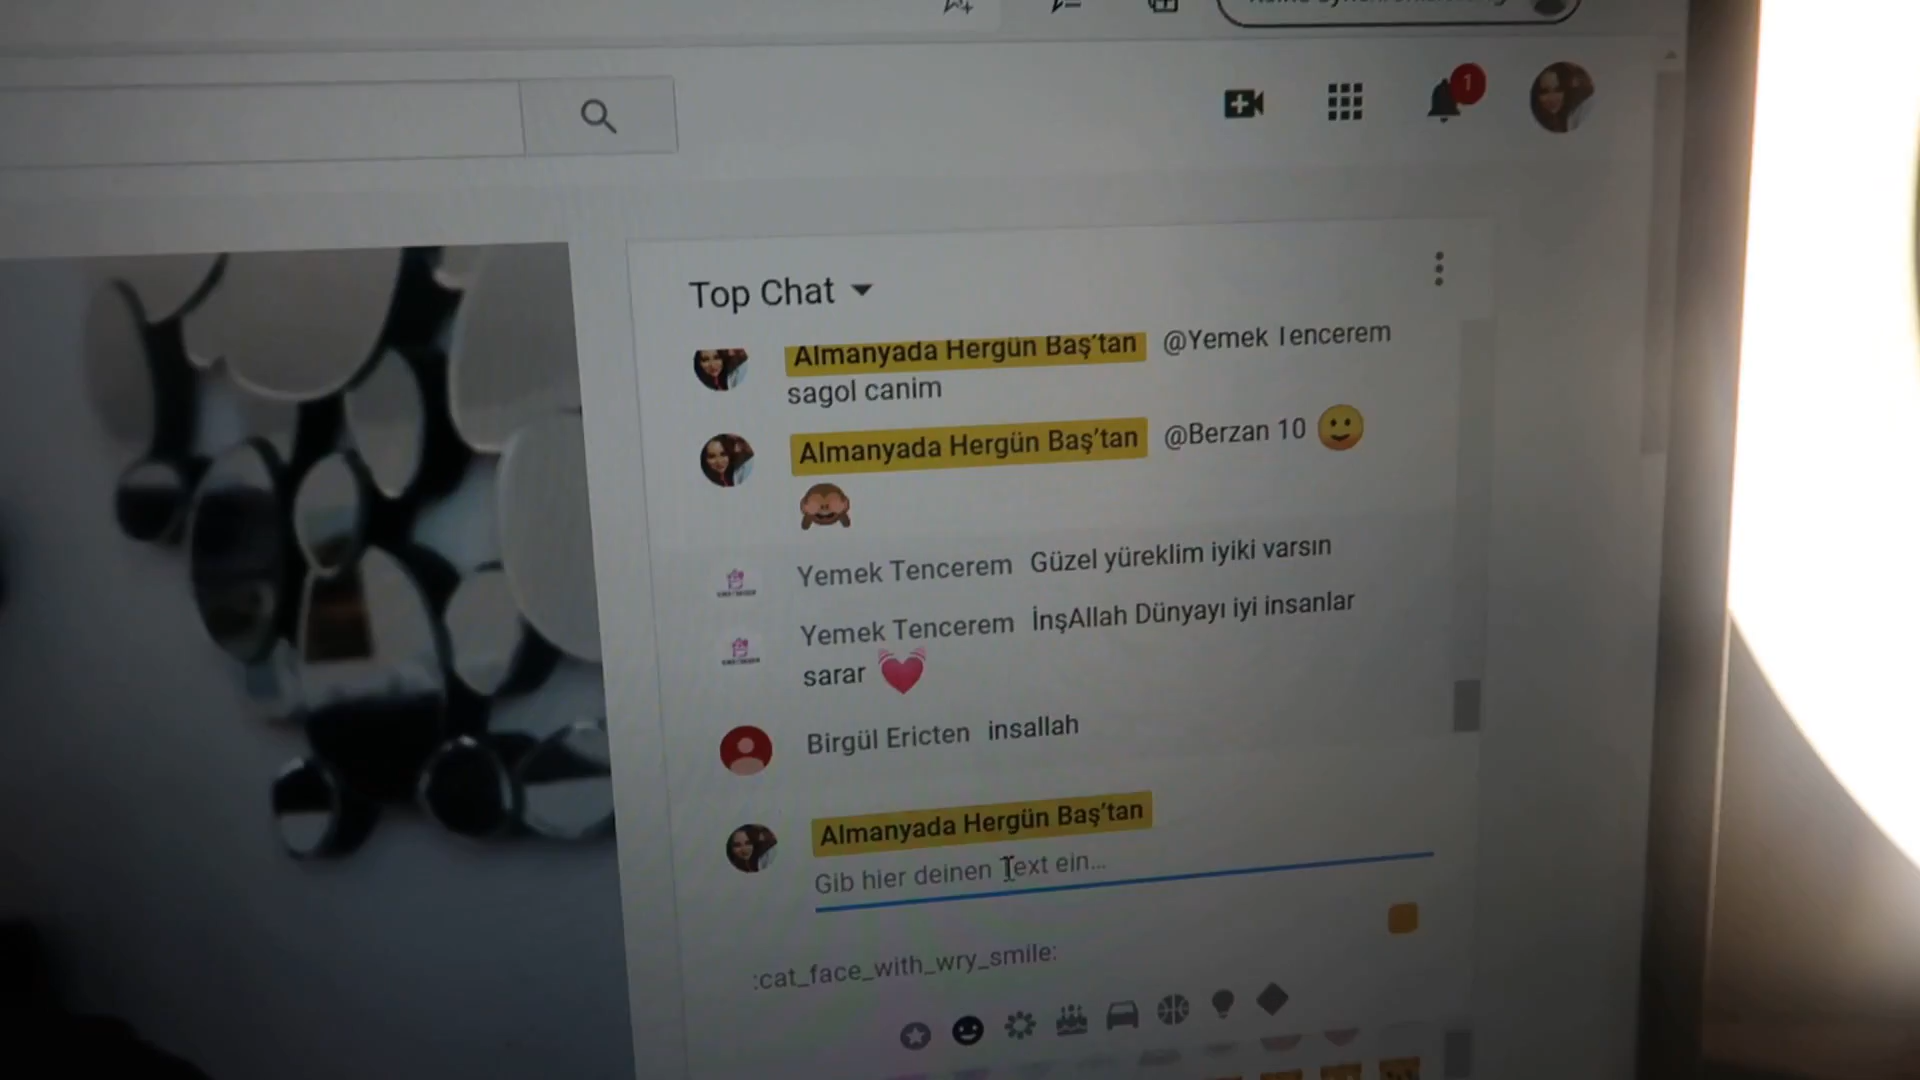 1
Top Chat
Almanyada Hergün Baş'tan @Yemek Tencerem
sagol canim
Almanyada Hergün Baş'tan @Berzan 10
Yemek Tencerem Güzel yüreklim iyiki varsın
Yemek Tencerem İnşAllah Dünyayı iyi insanlar
sarar
Birgül Ericten insallah
Almanyada Hergün Baş'tan
Gib hier deinen Text ein...
:cat_face_with_wry_smile: